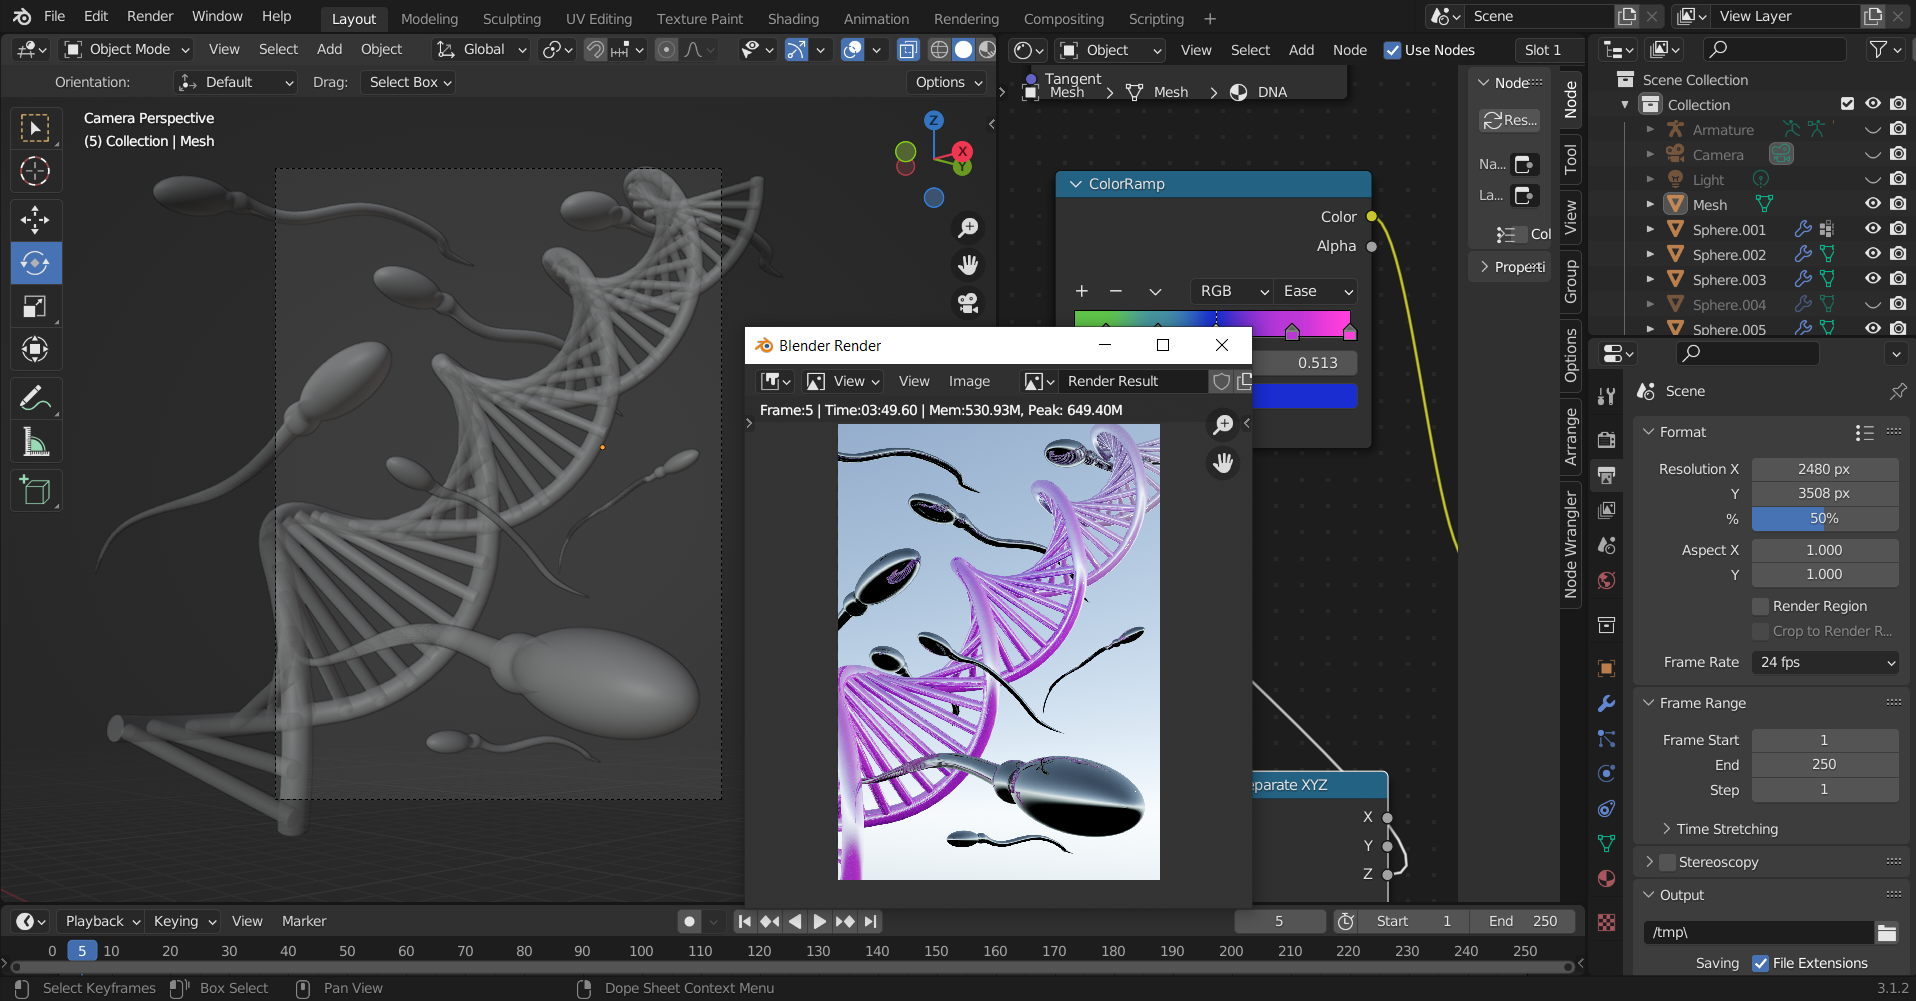 File Edit Render Window Help
Layout Modeling Sculpting UV Editing Texture Paint Shading Animation Rendering Compositing Scripting +
Scene
View Layer
Object Mode View Select Add Object Global
Object View Select Add Node Use Nodes Slot 1
Orientation: Default Drag: Select Box Options
Camera Perspective
(5) Collection | Mesh
Z
X
Y
Tangent
Mesh > Mesh > DNA
ColorRamp
Color
Alpha
+ − RGB Ease
0.513
eparate XYZ
X
Y
Z
Node
Res...
Na...
La...
Col
Properti
Node
Tool
View
Group
Options
Arrange
Node Wrangler
Blender Render
View View Image Render Result
Frame:5 | Time:03:49.60 | Mem:530.93M, Peak: 649.40M
Scene Collection
Collection
Armature
Camera
Light
Mesh
Sphere.001
Sphere.002
Sphere.003
Sphere.004
Sphere.005
Scene
Format
Resolution X 2480 px
Y 3508 px
% 50%
Aspect X 1.000
Y 1.000
Render Region
Crop to Render R...
Frame Rate 24 fps
Frame Range
Frame Start 1
End 250
Step 1
Time Stretching
Stereoscopy
Output
/tmp\
Saving File Extensions
Playback Keying View Marker
5 Start 1 End 250
0 5 10 20 30 40 50 60 70 80 90 100 110 120 130 140 150 160 170 180 190 200 210 220 230 240 250
Select Keyframes Box Select Pan View Dope Sheet Context Menu 3.1.2